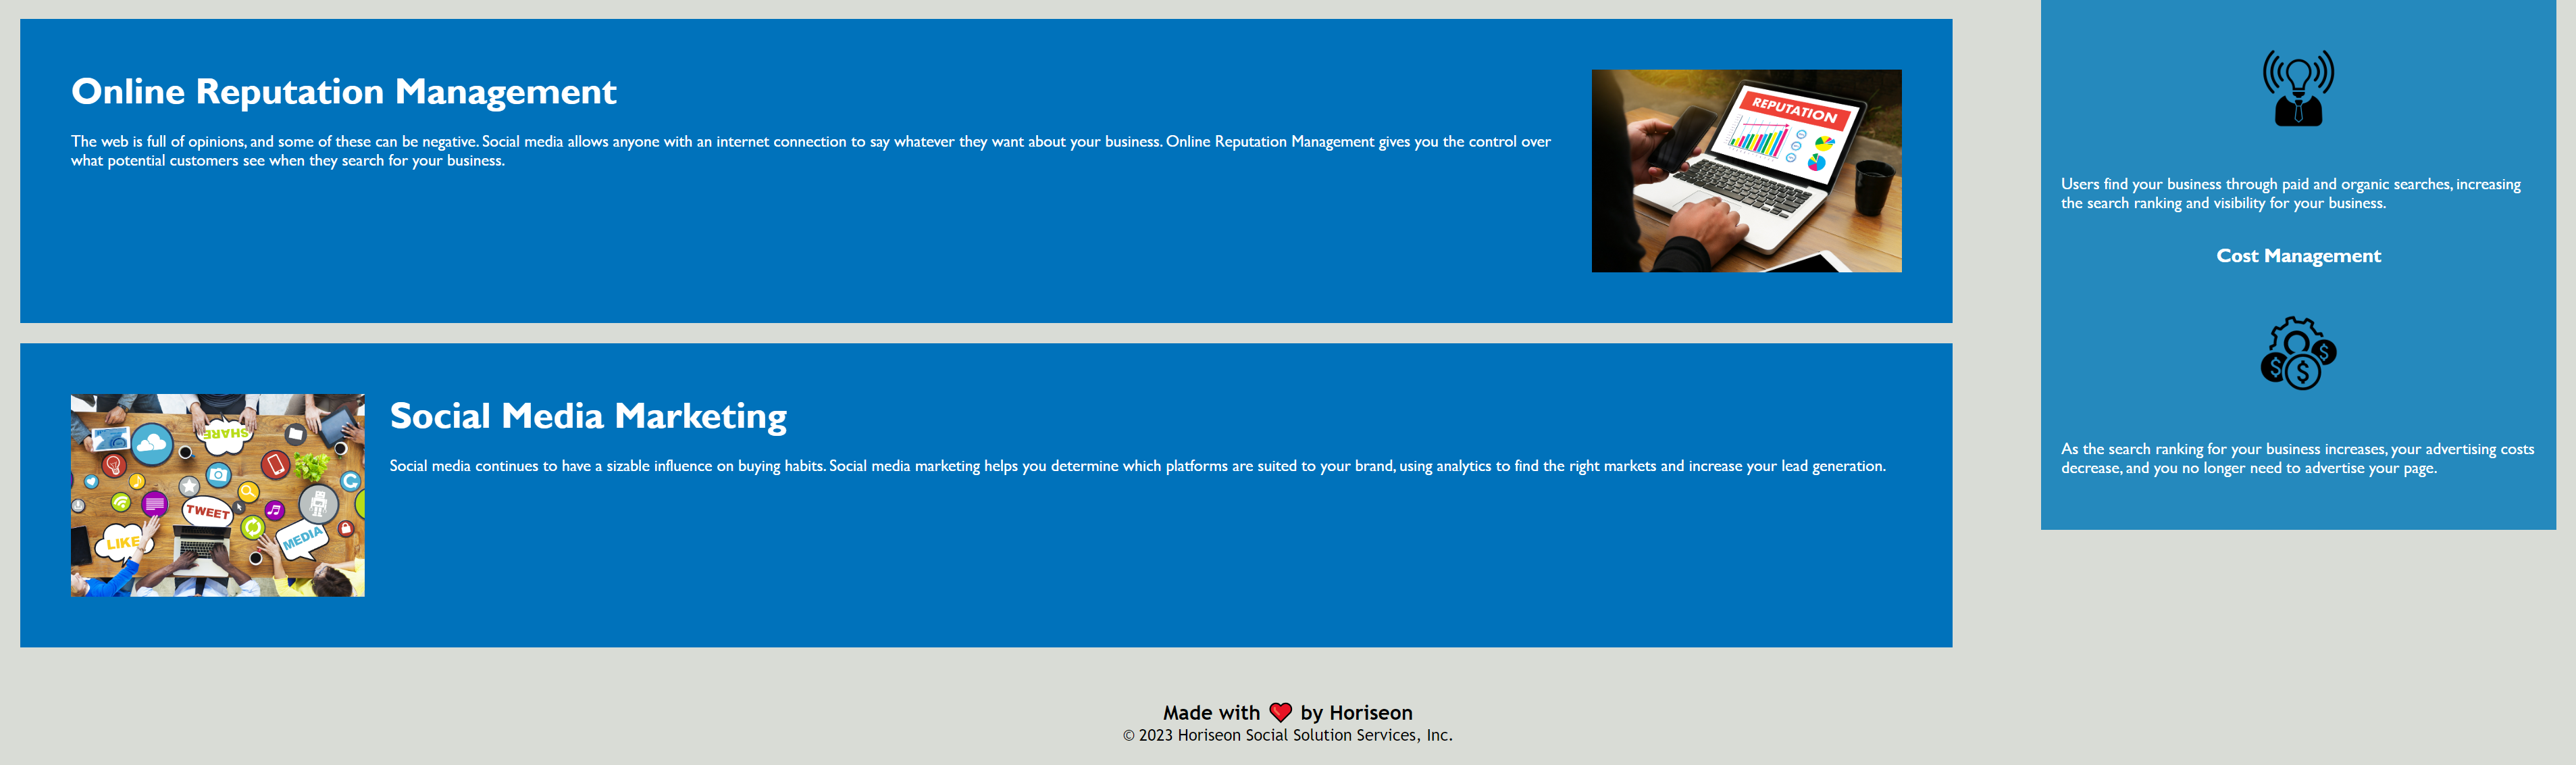 Online Reputation Management
The web is full of opinions, and some of these can be negative. Social media allows anyone with an internet connection to say whatever they want about your business. Online Reputation Management gives you the control over
what potential customers see when they search for your business.
REPUTATION
Social Media Marketing
Social media continues to have a sizable influence on buying habits. Social media marketing helps you determine which platforms are suited to your brand, using analytics to find the right markets and increase your lead generation.
SHARE
TWEET
LIKE
MEDIA
Users find your business through paid and organic searches, increasing
the search ranking and visibility for your business.
Cost Management
$ $ $
As the search ranking for your business increases, your advertising costs
decrease, and you no longer need to advertise your page.
Made with ❤️ by Horiseon
© 2023 Horiseon Social Solution Services, Inc.